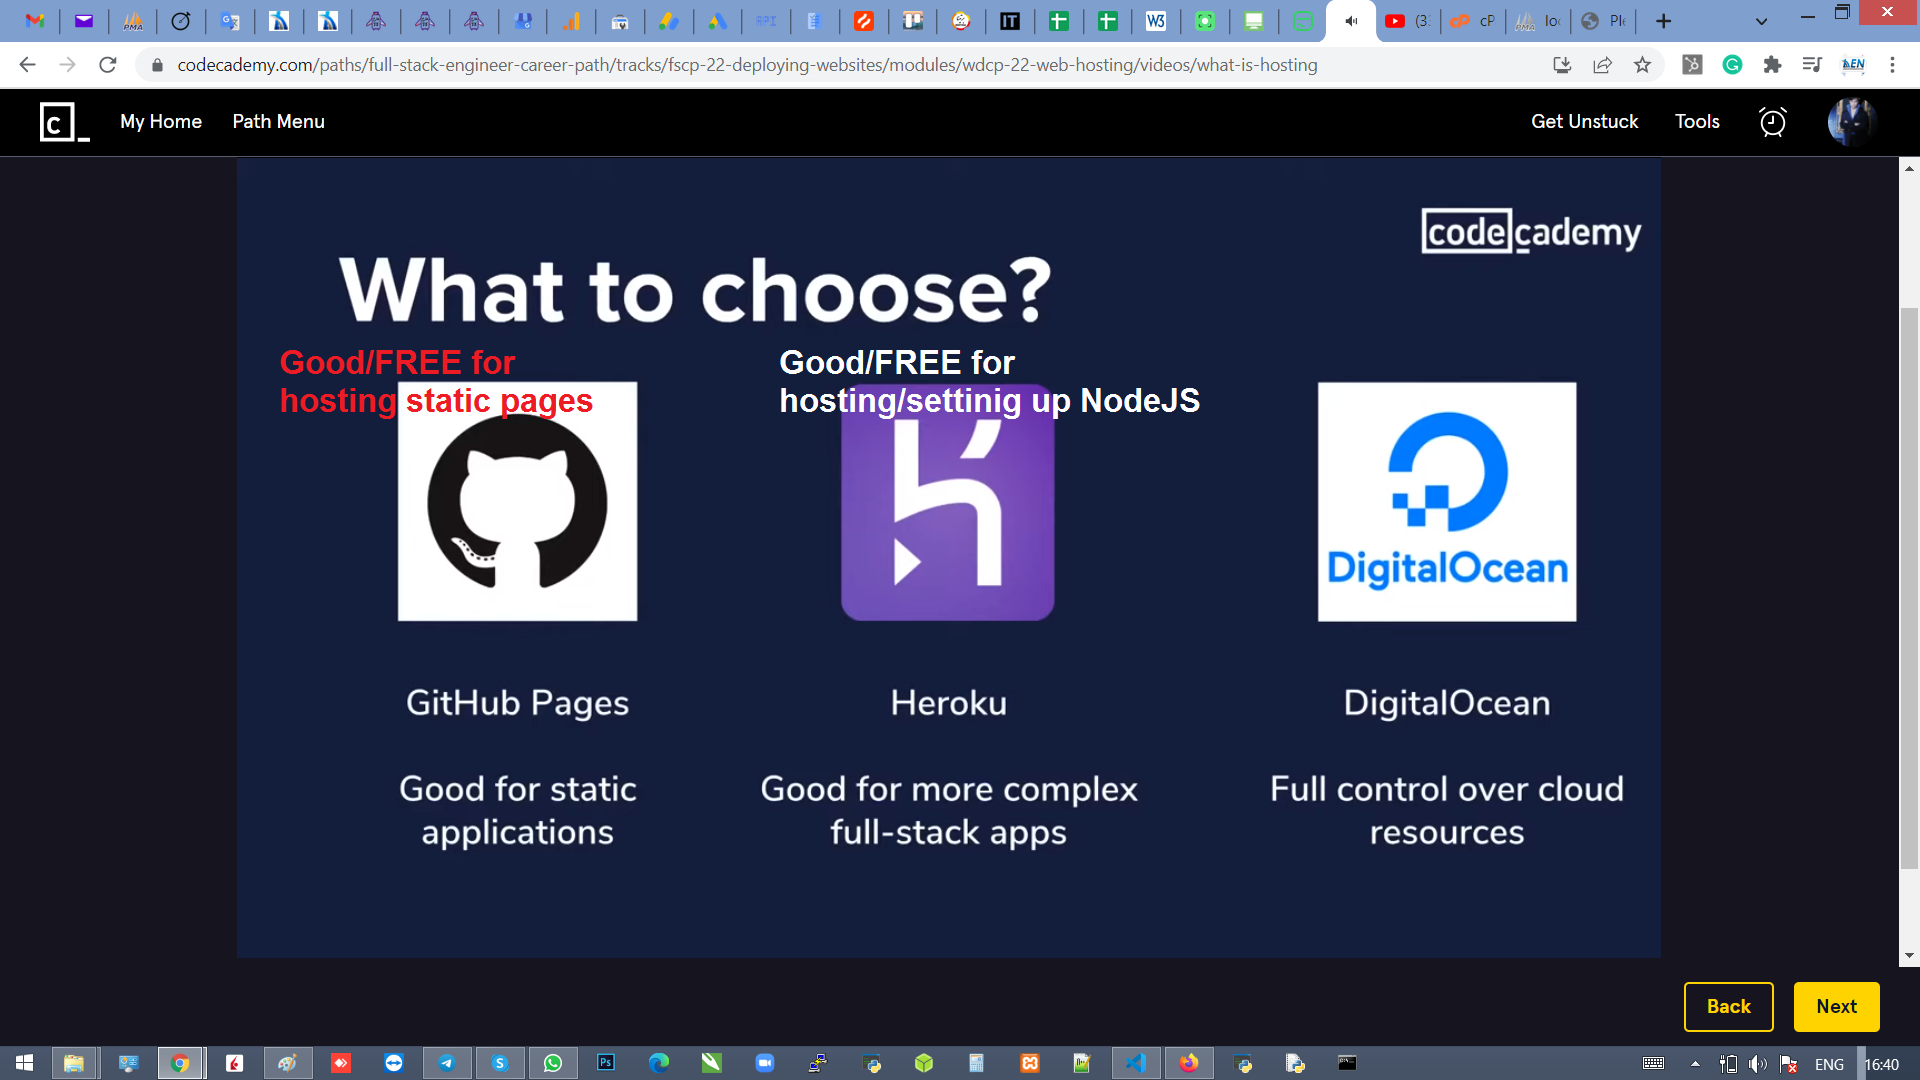 (3
cP
loc
Ple
codecademy.com/paths/full-stack-engineer-career-path/tracks/fscp-22-deploying-websites/modules/wdcp-22-web-hosting/videos/what-is-hosting
My Home
Path Menu
Get Unstuck
Tools
codecademy
What to choose?
Good/FREE for
hosting static pages
Good/FREE for
hosting/settinig up NodeJS
DigitalOcean
GitHub Pages
Heroku
DigitalOcean
Good for static
applications
Good for more complex
full-stack apps
Full control over cloud
resources
Back
Next
ENG
16:40